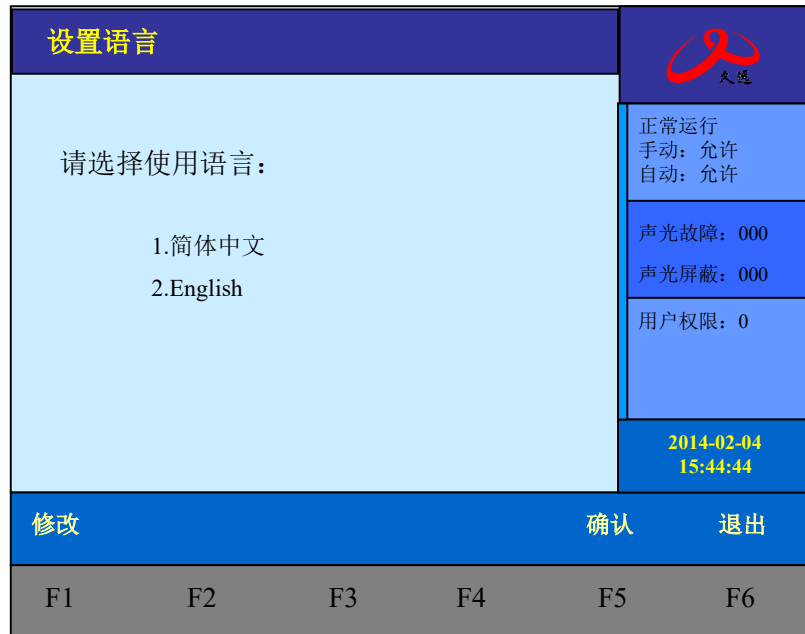 设置语言
久远
请选择使用语言：
1.简体中文
2.English
正常运行
手动：允许
自动：允许
声光故障：000
声光屏蔽：000
用户权限：0
2014-02-04
15:44:44
修改 确认 退出
F1 F2 F3 F4 F5 F6